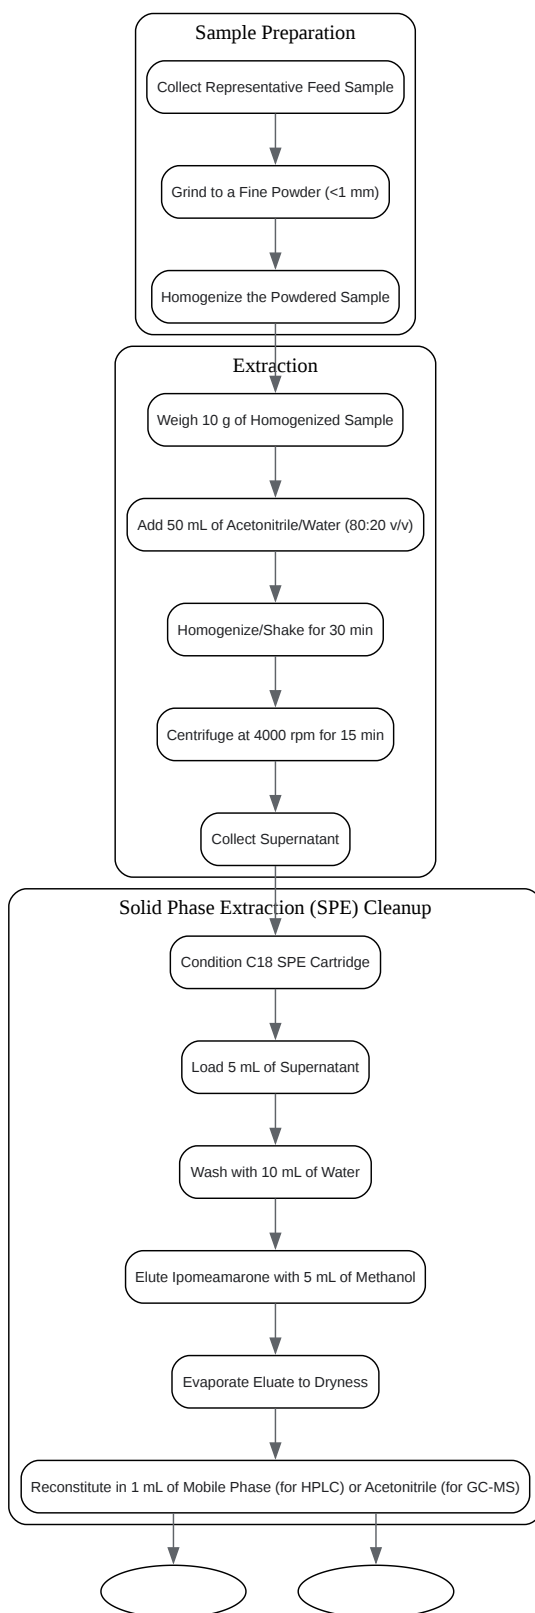 Sample Preparation
Collect Representative Feed Sample
Grind to a Fine Powder (<1 mm)
Homogenize the Powdered Sample
Extraction
Weigh 10 g of Homogenized Sample
Add 50 mL of Acetonitrile/Water (80:20 v/v)
Homogenize/Shake for 30 min
Centrifuge at 4000 rpm for 15 min
Collect Supernatant
Solid Phase Extraction (SPE) Cleanup
Condition C18 SPE Cartridge
Load 5 mL of Supernatant
Wash with 10 mL of Water
Elute Ipomeamarone with 5 mL of Methanol
Evaporate Eluate to Dryness
Reconstitute in 1 mL of Mobile Phase (for HPLC) or Acetonitrile (for GC-MS)